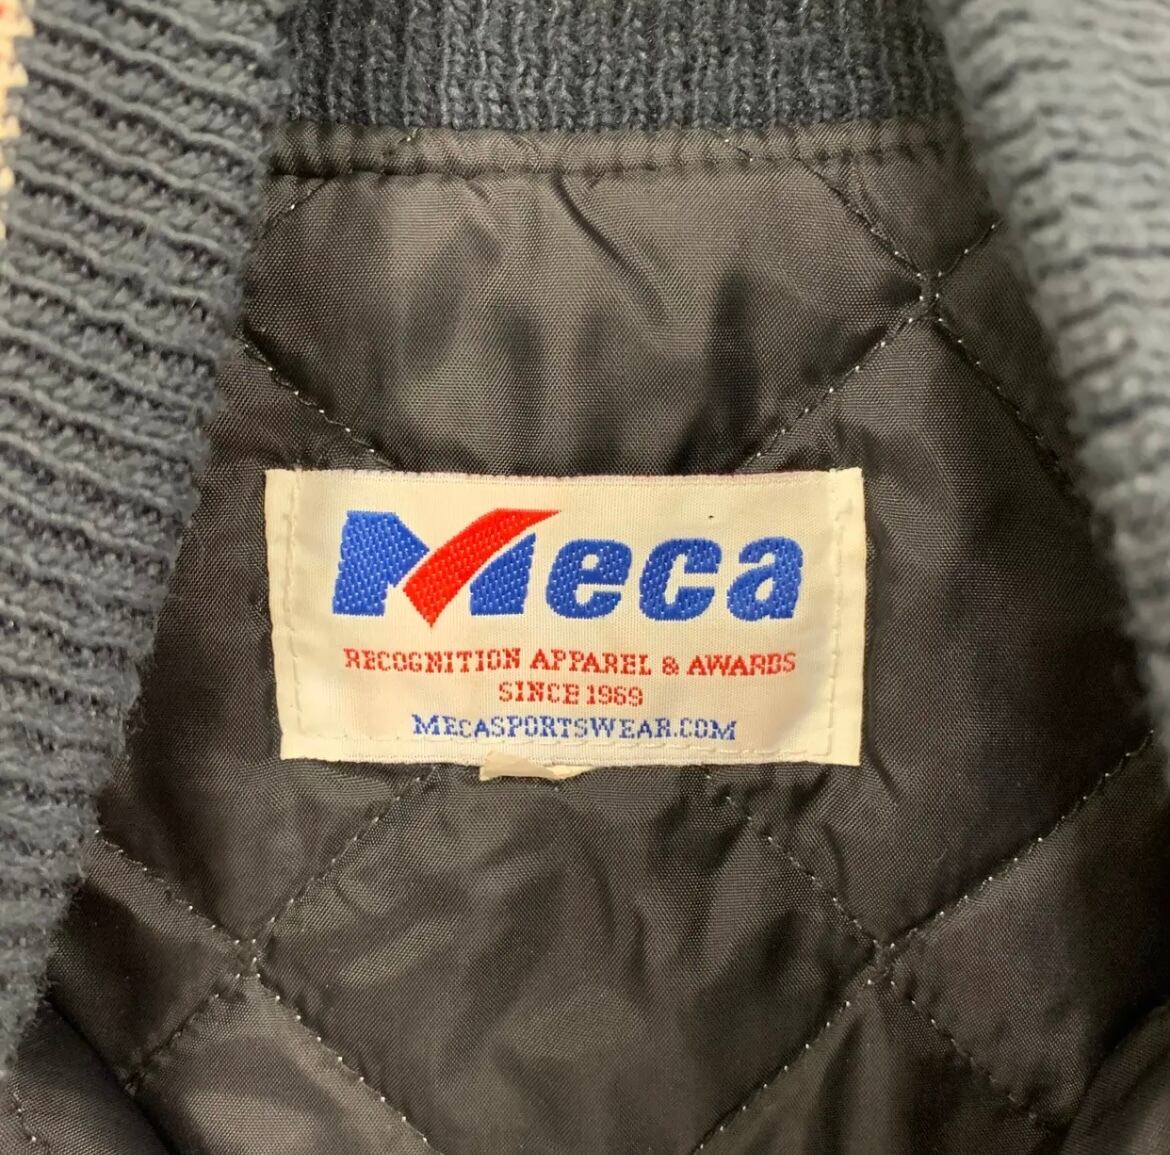 Meca
RECOGNITION APPAREL & AWARDS
SINCE 1969
MECASPORTSWEAR.COM